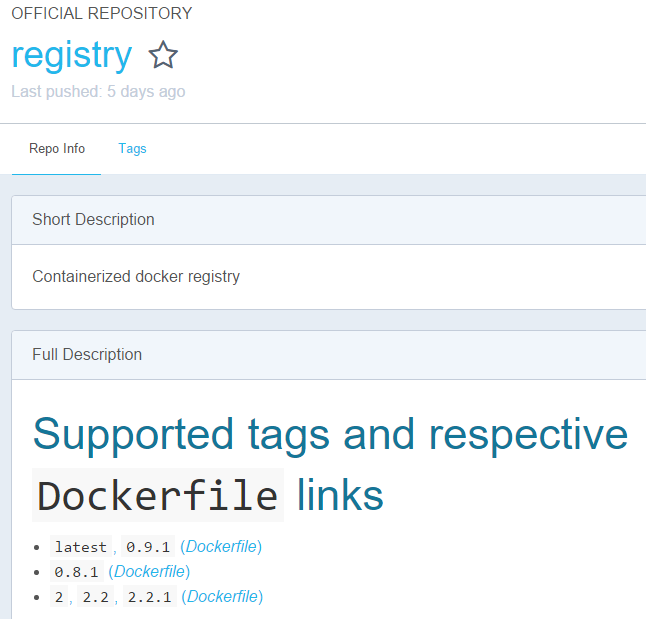 OFFICIAL REPOSITORY
registry
Last pushed: 5 days ago
Repo Info Tags
Short Description
Containerized docker registry
Full Description
Supported tags and respective
Dockerfile links
latest , 0.9.1 (Dockerfile)
0.8.1 (Dockerfile)
2 , 2.2 , 2.2.1 (Dockerfile)